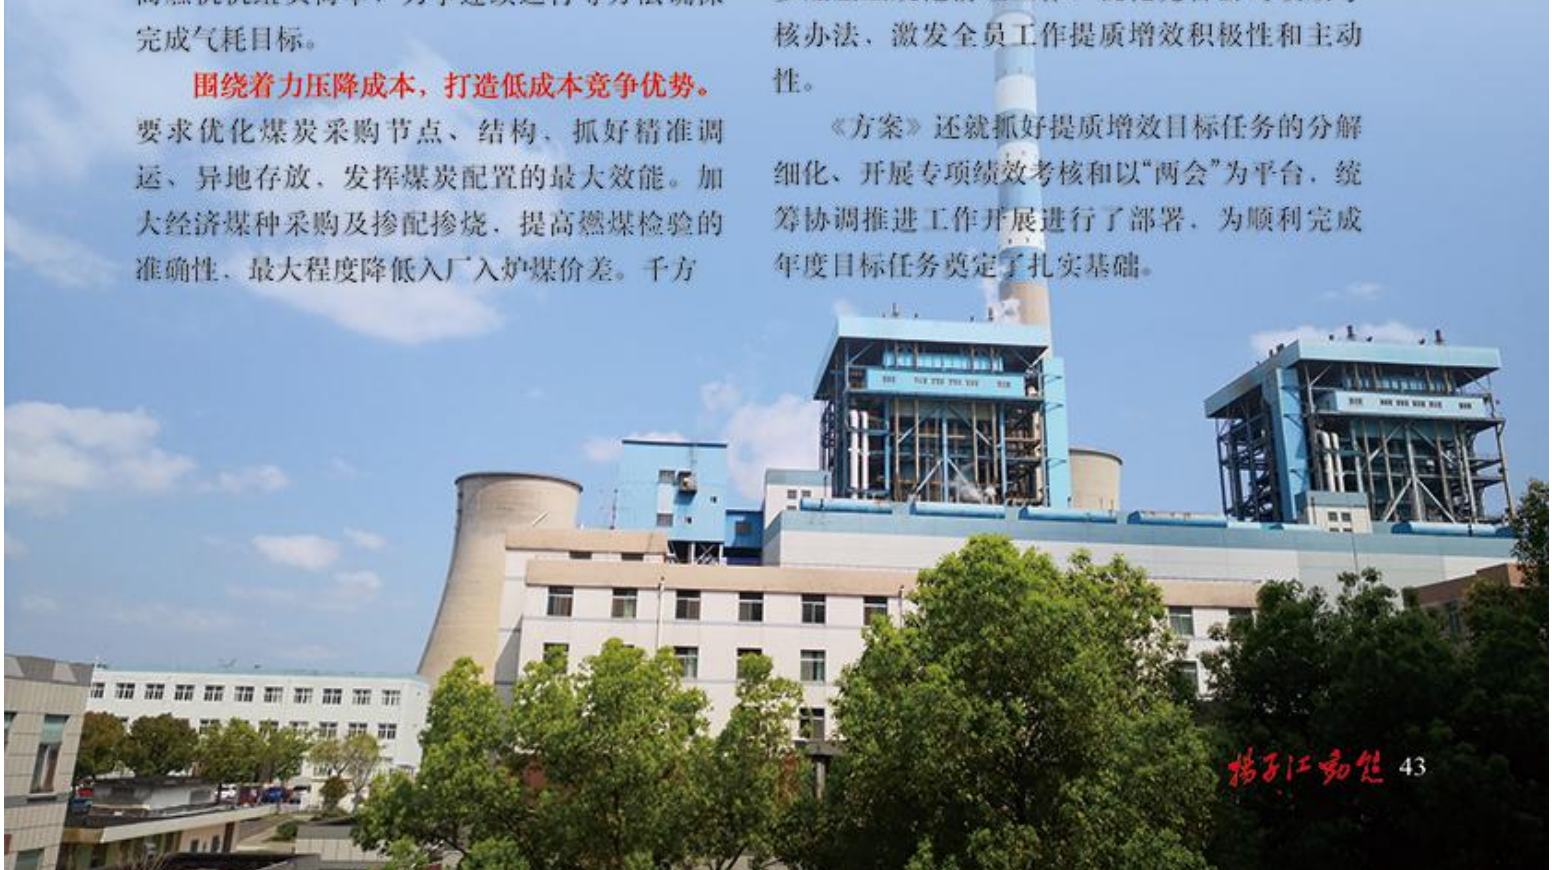 完成气耗目标。
围绕着力压降成本，打造低成本竞争优势。
要求优化煤炭采购节点、结构，抓好精准调
运、异地存放，发挥煤炭配置的最大效能。加
大经济煤种采购及掺配掺烧，提高燃煤检验的
准确性，最大程度降低入厂入炉煤价差。千方
核办法，激发全员工作提质增效积极性和主动
性。
《方案》还就抓好提质增效目标任务的分解
细化、开展专项绩效考核和以“两会”为平台，统
筹协调推进工作开展进行了部署，为顺利完成
年度目标任务奠定了扎实基础。
扬子江动能 43